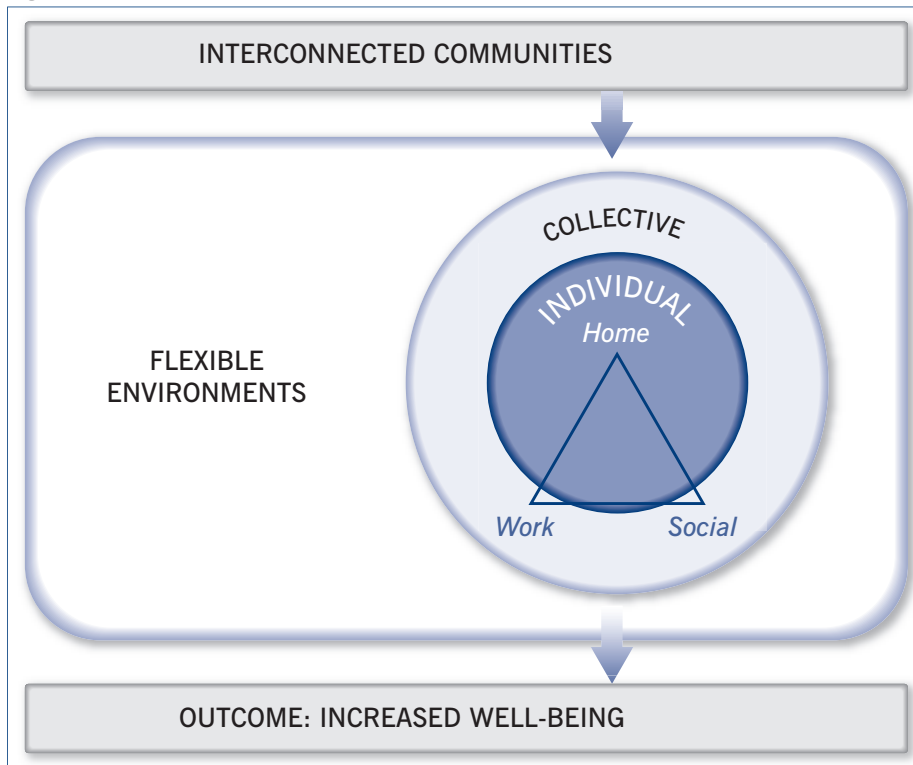 INTERCONNECTED COMMUNITIES
COLLECTIVE
INDIVIDUAL
Home
FLEXIBLE
ENVIRONMENTS
Work
Social
OUTCOME: INCREASED WELL-BEING